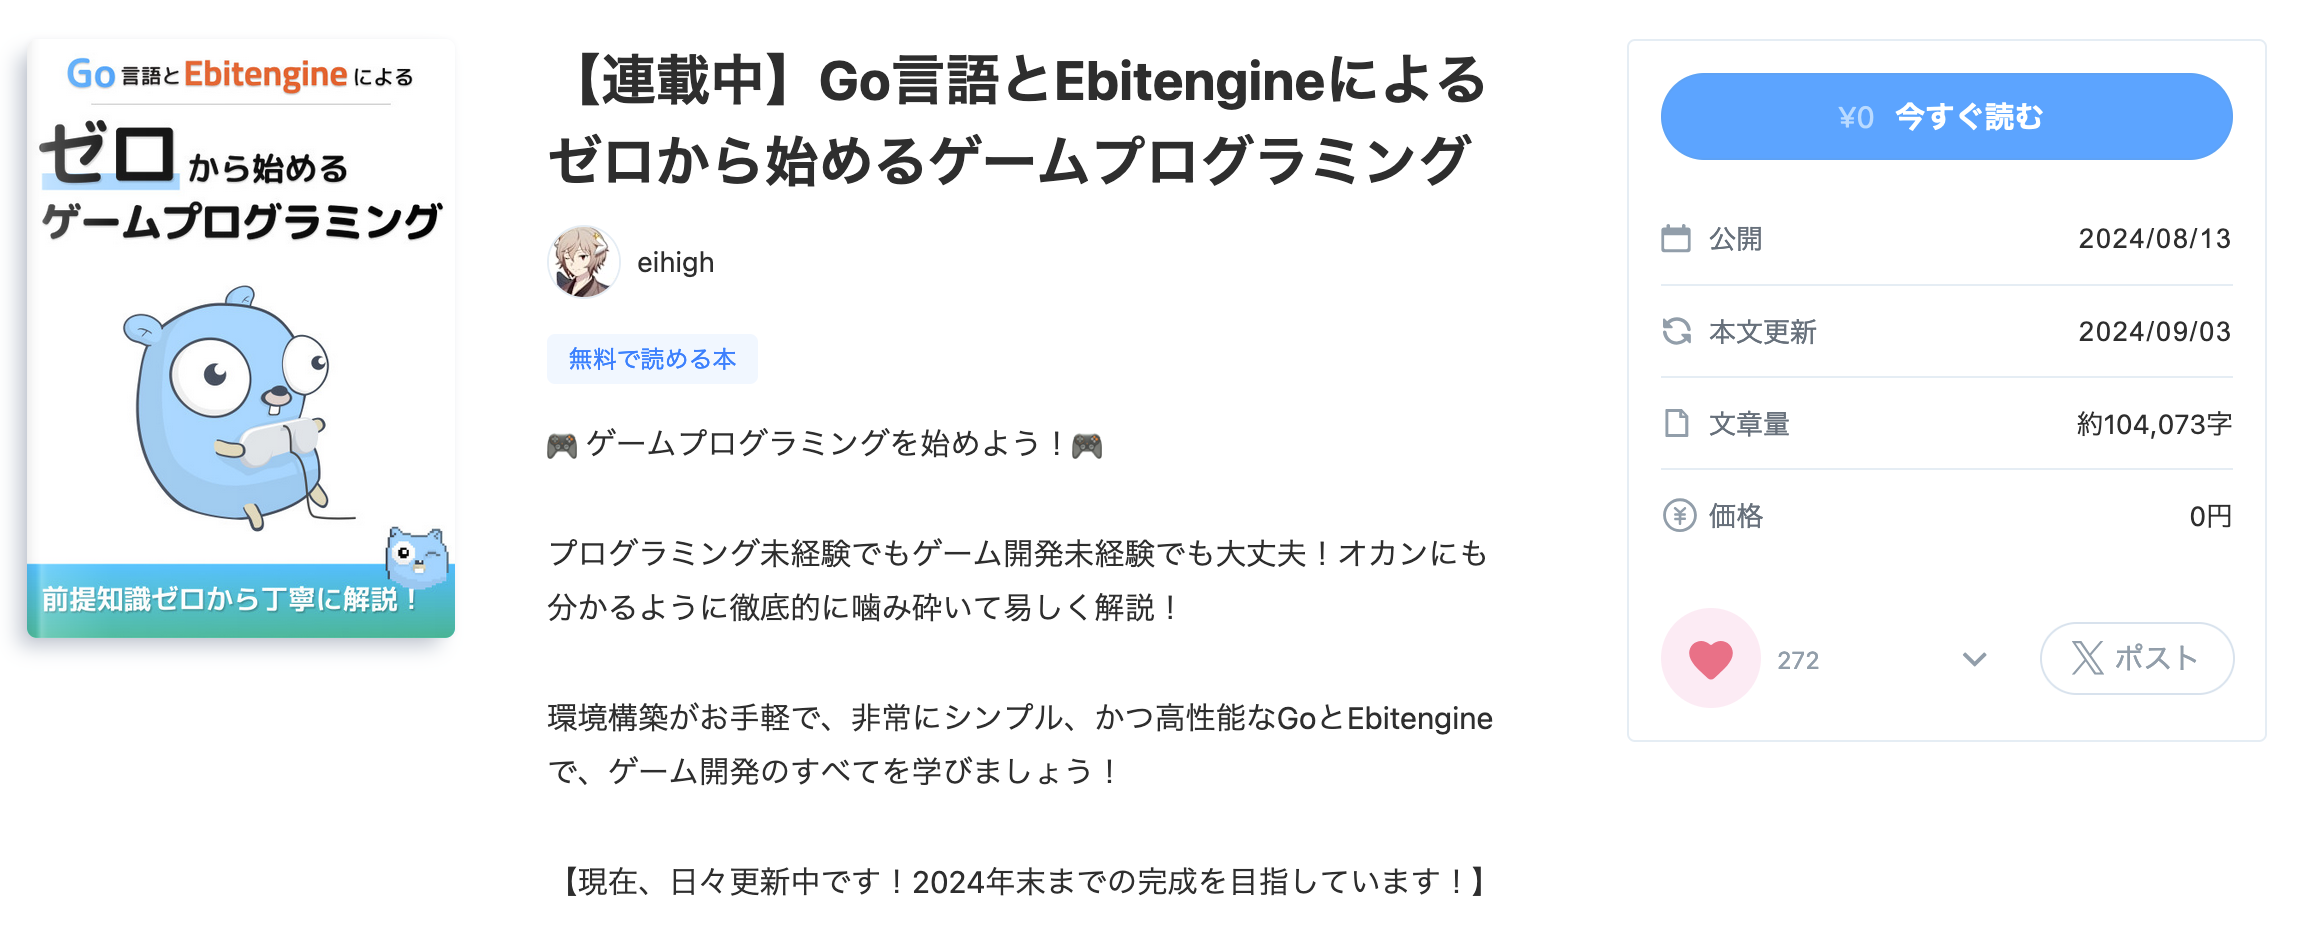 Go言語とEbitengineによる
ゼロから始める
ゲームプログラミング
前提知識ゼロから丁寧に解説！
【連載中】Go言語とEbitengineによる
ゼロから始めるゲームプログラミング
eihigh
無料で読める本
🎮 ゲームプログラミングを始めよう！🎮
プログラミング未経験でもゲーム開発未経験でも大丈夫！オカンにも
分かるように徹底的に噛み砕いて易しく解説！
環境構築がお手軽で、非常にシンプル、かつ高性能なGoとEbitengine
で、ゲーム開発のすべてを学びましょう！
【現在、日々更新中です！2024年末までの完成を目指しています！】
¥0 今すぐ読む
公開 2024/08/13
本文更新 2024/09/03
文章量 約104,073字
価格 0円
272
ポスト